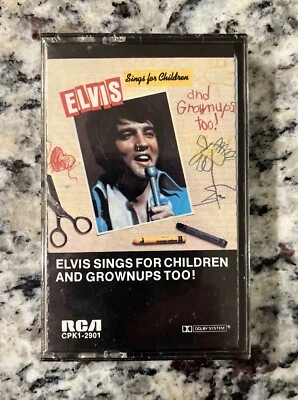 Sings for Children
ELVIS
and
Grownups
too!
ELVIS SINGS FOR CHILDREN
AND GROWNUPS TOO!
RCA
CPK1-2901
DOLBY SYSTEM